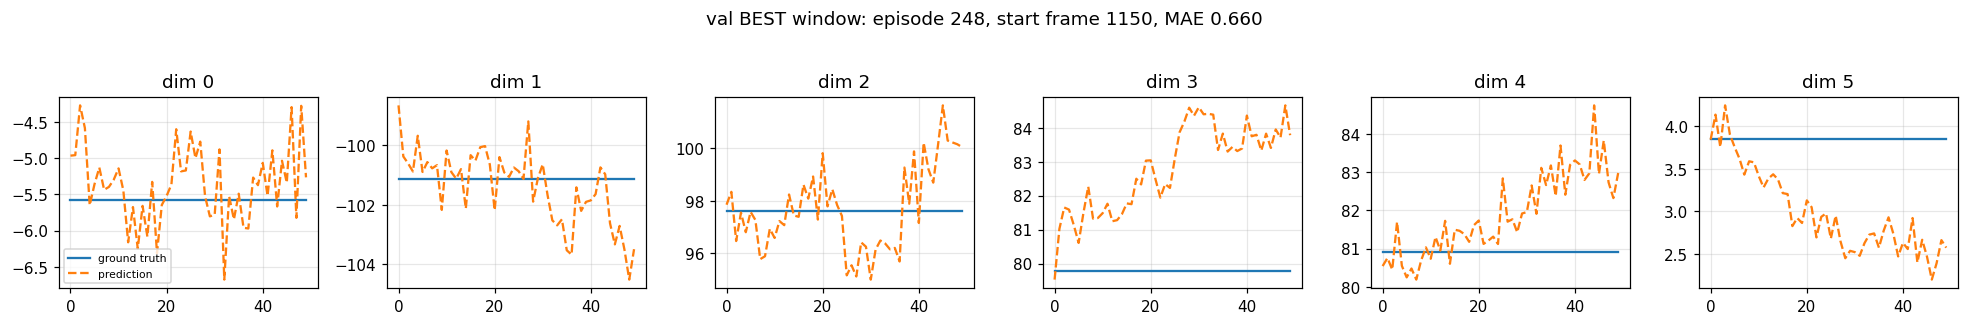 val BEST window: episode 248, start frame 1150, MAE 0.660
dim 0
dim 1
dim 2
dim 3
dim 4
dim 5
−4.5
−5.0
−5.5
−6.0
−6.5
ground truth
prediction
0 20 40
−100
−102
−104
0 20 40
100
98
96
0 20 40
84
83
82
81
80
0 20 40
84
83
82
81
80
0 20 40
4.0
3.5
3.0
2.5
0 20 40